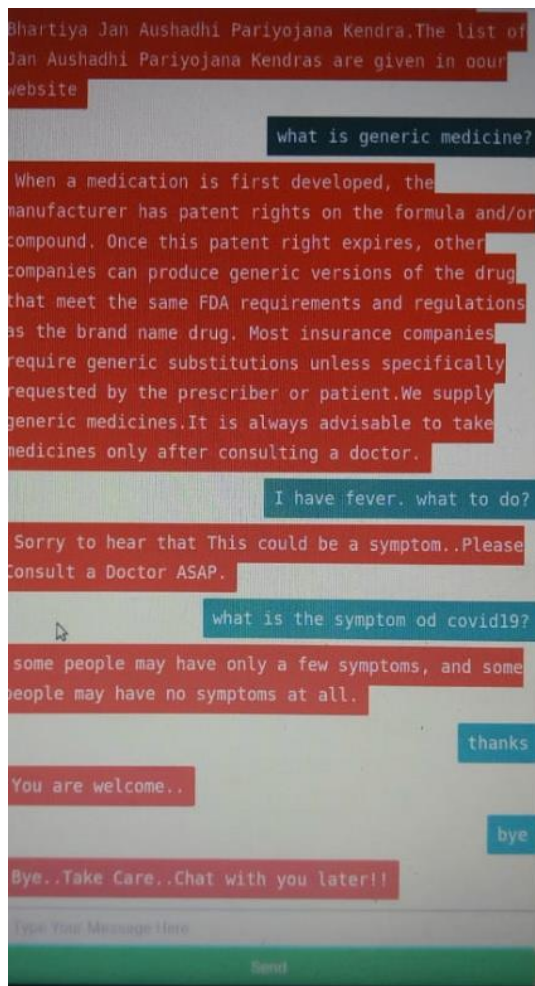 Bhartiya Jan Aushadhi Pariyojana Kendra.The list of
Jan Aushadhi Pariyojana Kendras are given in oour
website
what is generic medicine?
When a medication is first developed, the
manufacturer has patent rights on the formula and/or
compound. Once this patent right expires, other
companies can produce generic versions of the drug
that meet the same FDA requirements and regulations
as the brand name drug. Most insurance companies
require generic substitutions unless specifically
requested by the prescriber or patient.We supply
generic medicines.It is always advisable to take
medicines only after consulting a doctor.
I have fever. what to do?
Sorry to hear that This could be a symptom..Please
Consult a Doctor ASAP.
what is the symptom od covid19?
some people may have only a few symptoms, and some
people may have no symptoms at all.
thanks
You are welcome..
bye
Bye..Take Care..Chat with you later!!
Type Your Message Here
Send